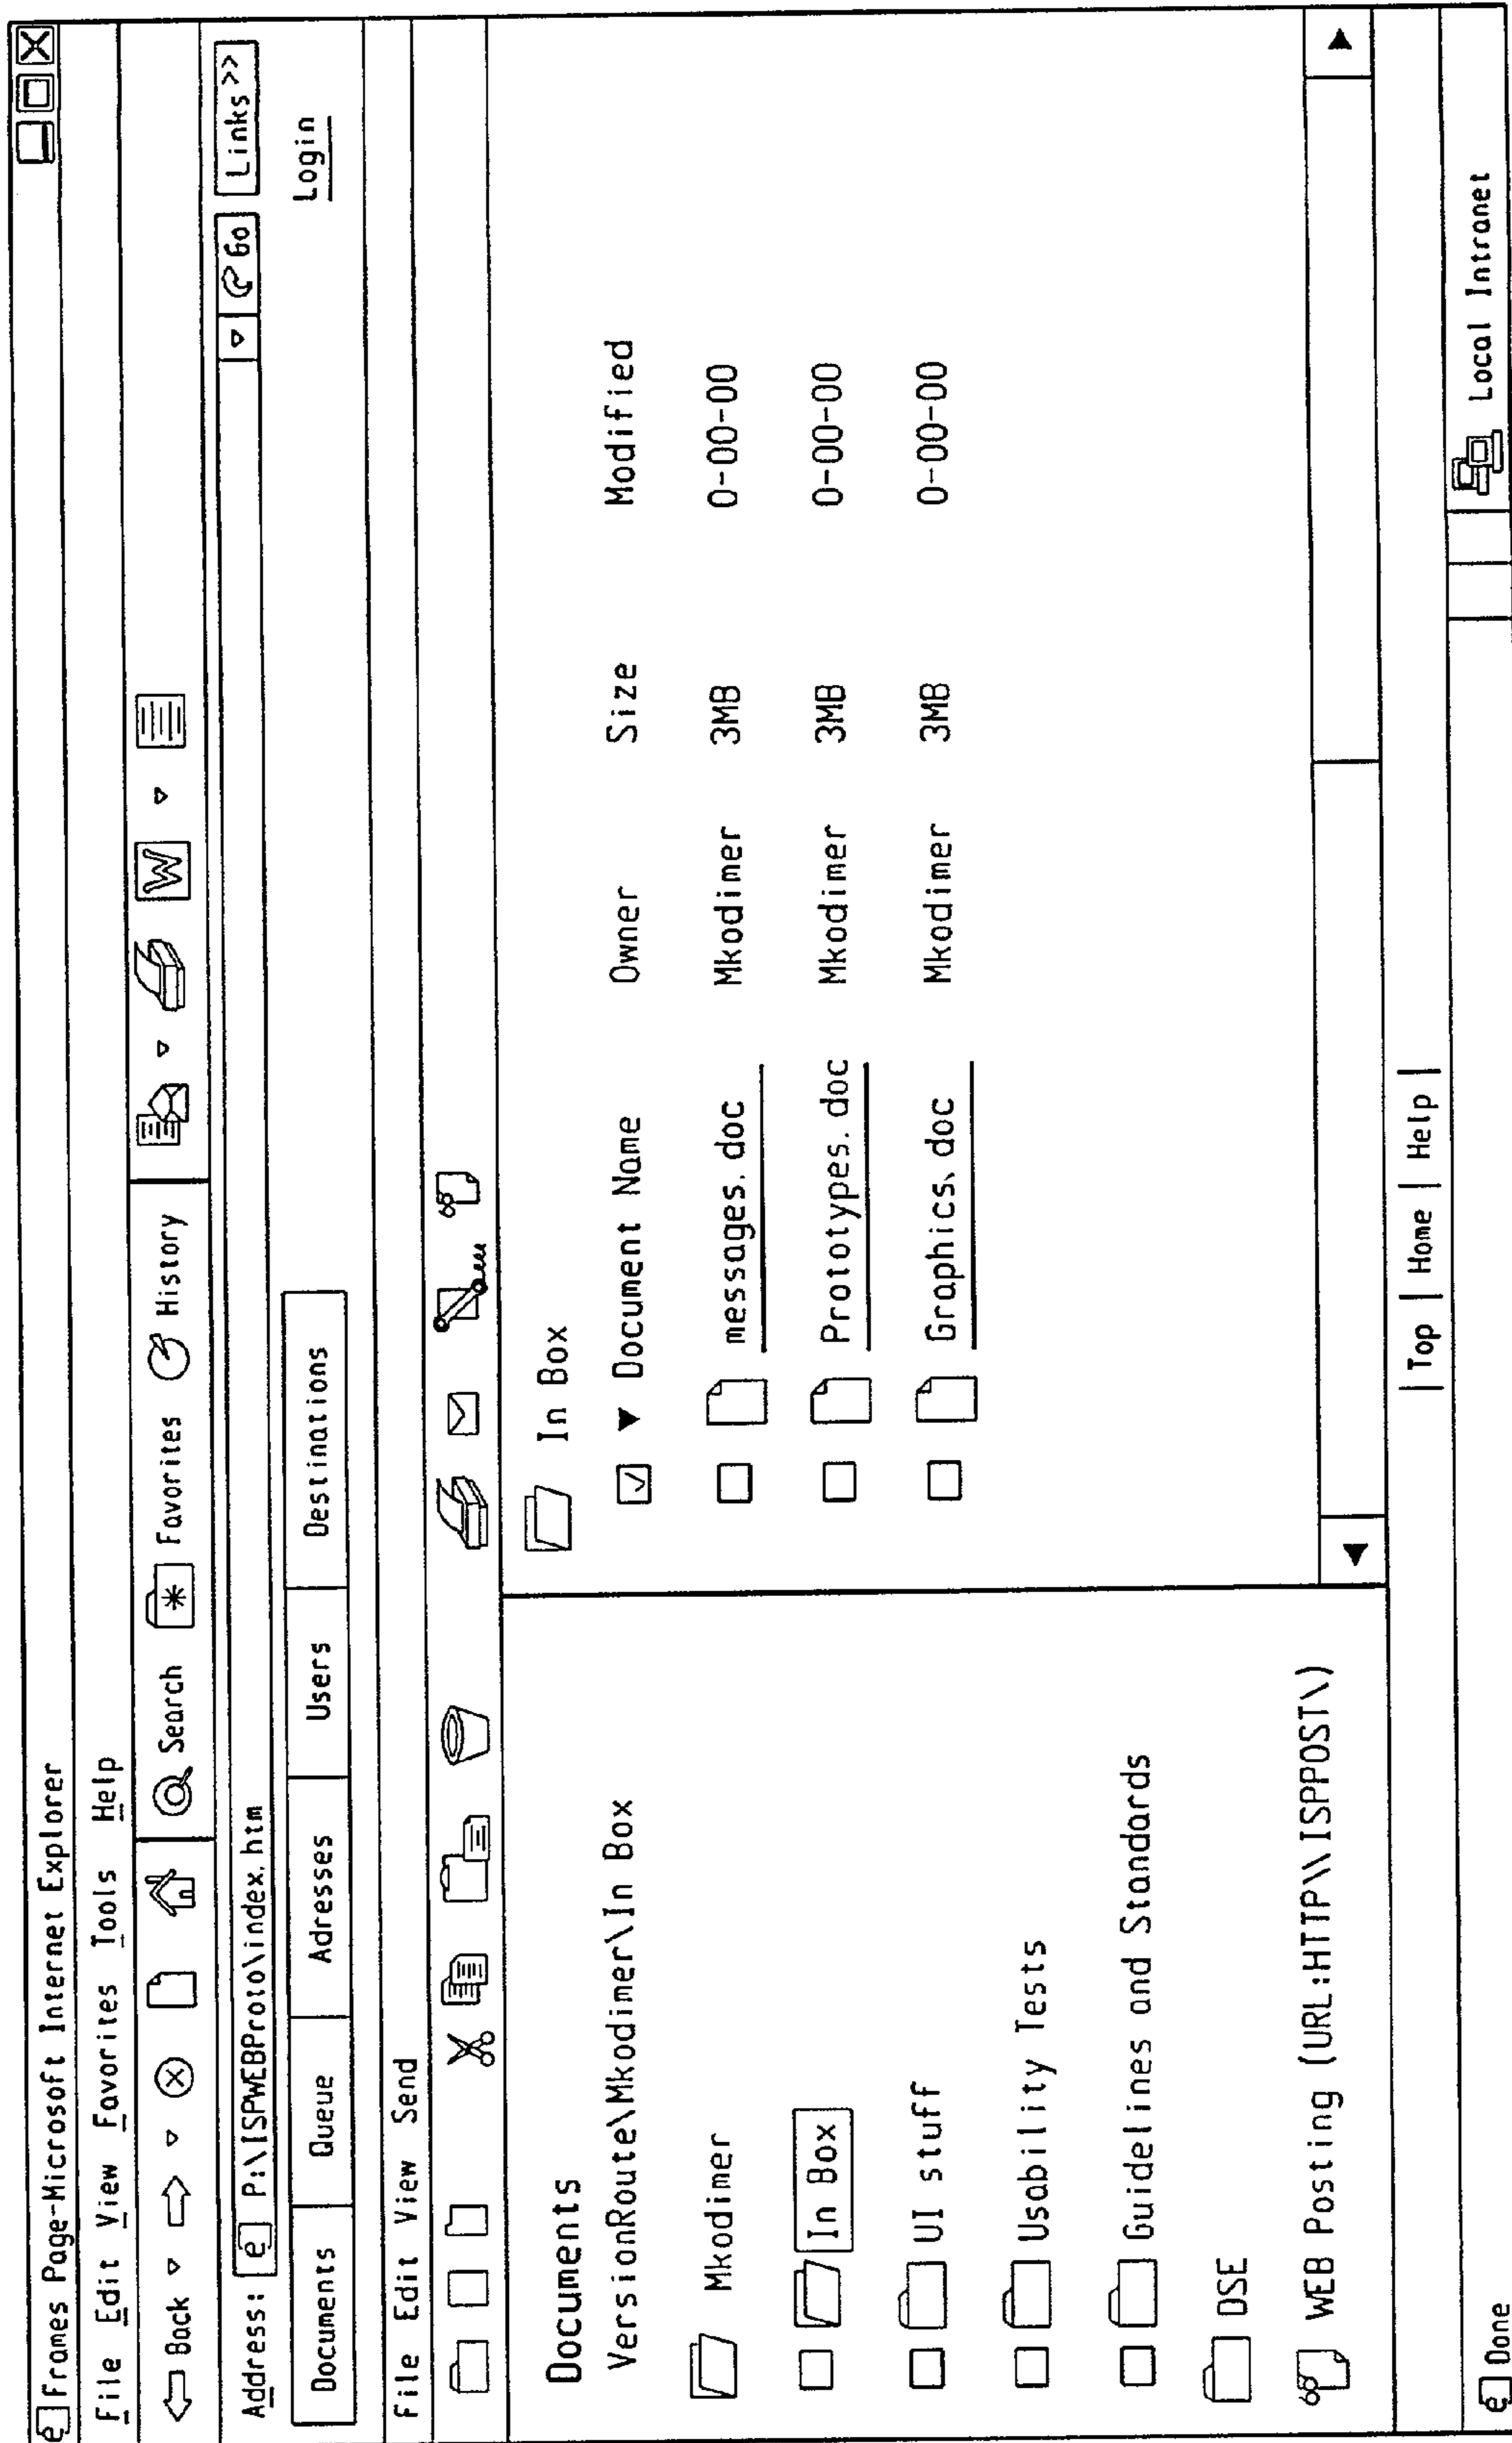 Frames Page-Microsoft Internet Explorer
File Edit View Favorites Tools Help
Back Search Favorites History W
Address: e P:\ISPWEBProto\index.htm Go Links >>
Documents Queue Adresses Users Destinations Login
File Edit View Send
Documents
VersionRoute\Mkodimer\In Box
Mkodimer
In Box
UI stuff
Usability Tests
Guidelines and Standards
DSE
WEB Posting (URL:HTTP\\ISPPOST\)
In Box
Document Name Owner Size Modified
messages.doc Mkodimer 3MB 0-00-00
Prototypes.doc Mkodimer 3MB 0-00-00
Graphics.doc Mkodimer 3MB 0-00-00
| Top | Home | Help |
e Done Local Intranet